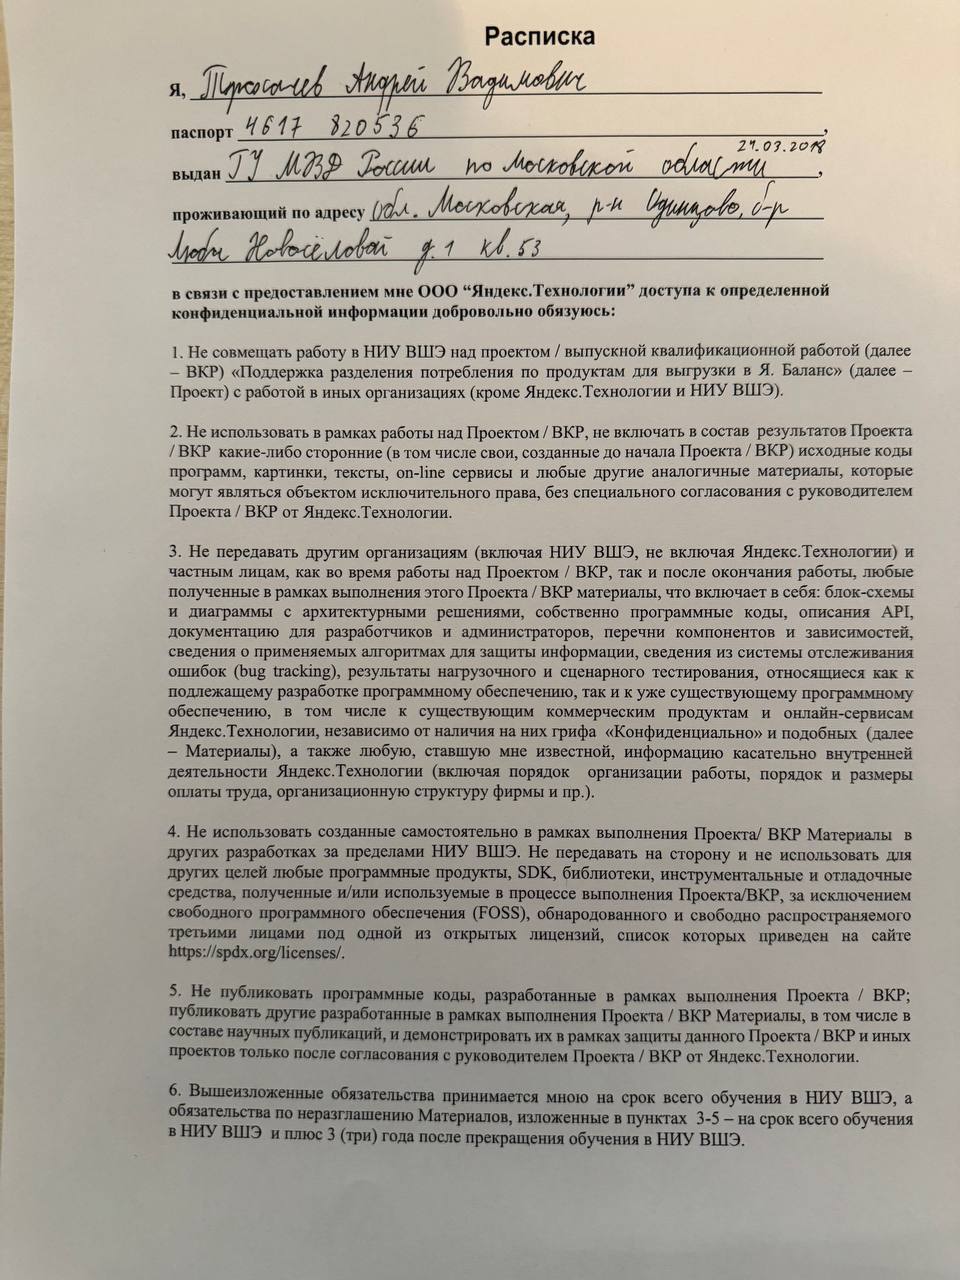 Расписка
Я, Андрей Вадимович
паспорт 4617 820536,
21.03.2018
выдан ГУ МВД России по Московской области,
проживающий по адресу Обл. Московская, р-н Одинцово, б-р
Любы Новосёловой д.1 кв.53
в связи с предоставлением мне ООО “Яндекс.Технологии” доступа к определенной
конфиденциальной информации добровольно обязуюсь:
1. Не совмещать работу в НИУ ВШЭ над проектом / выпускной квалификационной работой (далее
– ВКР) «Поддержка разделения потребления по продуктам для выгрузки в Я. Баланс» (далее –
Проект) с работой в иных организациях (кроме Яндекс.Технологии и НИУ ВШЭ).
2. Не использовать в рамках работы над Проектом / ВКР, не включать в состав результатов Проекта
/ ВКР какие-либо сторонние (в том числе свои, созданные до начала Проекта / ВКР) исходные коды
программ, картинки, тексты, on-line сервисы и любые другие аналогичные материалы, которые
могут являться объектом исключительного права, без специального согласования с руководителем
Проекта / ВКР от Яндекс.Технологии.
3. Не передавать другим организациям (включая НИУ ВШЭ, не включая Яндекс.Технологии) и
частным лицам, как во время работы над Проектом / ВКР, так и после окончания работы, любые
полученные в рамках выполнения этого Проекта / ВКР материалы, что включает в себя: блок-схемы
и диаграммы с архитектурными решениями, собственно программные коды, описания API,
документацию для разработчиков и администраторов, перечни компонентов и зависимостей,
сведения о применяемых алгоритмах для защиты информации, сведения из системы отслеживания
ошибок (bug tracking), результаты нагрузочного и сценарного тестирования, относящиеся как к
подлежащему разработке программному обеспечению, так и к уже существующему программному
обеспечению, в том числе к существующим коммерческим продуктам и онлайн-сервисам
Яндекс.Технологии, независимо от наличия на них грифа «Конфиденциально» и подобных (далее
– Материалы), а также любую, ставшую мне известной, информацию касательно внутренней
деятельности Яндекс.Технологии (включая порядок организации работы, порядок и размеры
оплаты труда, организационную структуру фирмы и пр.).
4. Не использовать созданные самостоятельно в рамках выполнения Проекта/ ВКР Материалы в
других разработках за пределами НИУ ВШЭ. Не передавать на сторону и не использовать для
других целей любые программные продукты, SDK, библиотеки, инструментальные и отладочные
средства, полученные и/или используемые в процессе выполнения Проекта/ВКР, за исключением
свободного программного обеспечения (FOSS), обнародованного и свободно распространяемого
третьими лицами под одной из открытых лицензий, список которых приведен на сайте
https://spdx.org/licenses/.
5. Не публиковать программные коды, разработанные в рамках выполнения Проекта / ВКР;
публиковать другие разработанные в рамках выполнения Проекта / ВКР Материалы, в том числе в
составе научных публикаций, и демонстрировать их в рамках защиты данного Проекта / ВКР и иных
проектов только после согласования с руководителем Проекта / ВКР от Яндекс.Технологии.
6. Вышеизложенные обязательства принимается мною на срок всего обучения в НИУ ВШЭ, а
обязательства по неразглашению Материалов, изложенные в пунктах 3-5 – на срок всего обучения
в НИУ ВШЭ и плюс 3 (три) года после прекращения обучения в НИУ ВШЭ.